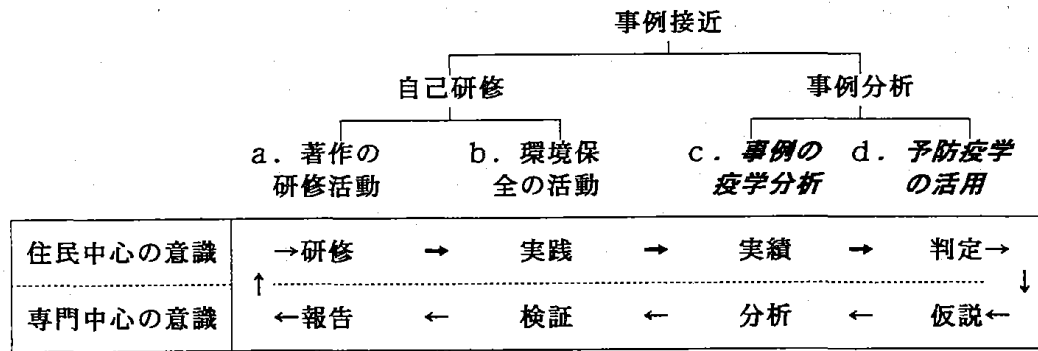 事例接近
自己研修 事例分析
a．著作の b．環境保 c．事例の d．予防疫学
研修活動 全の活動 疫学分析 の活用
住民中心の意識 →研修 → 実践 → 実績 → 判定→
↑ ↓
専門中心の意識 ←報告 ← 検証 ← 分析 ← 仮説←